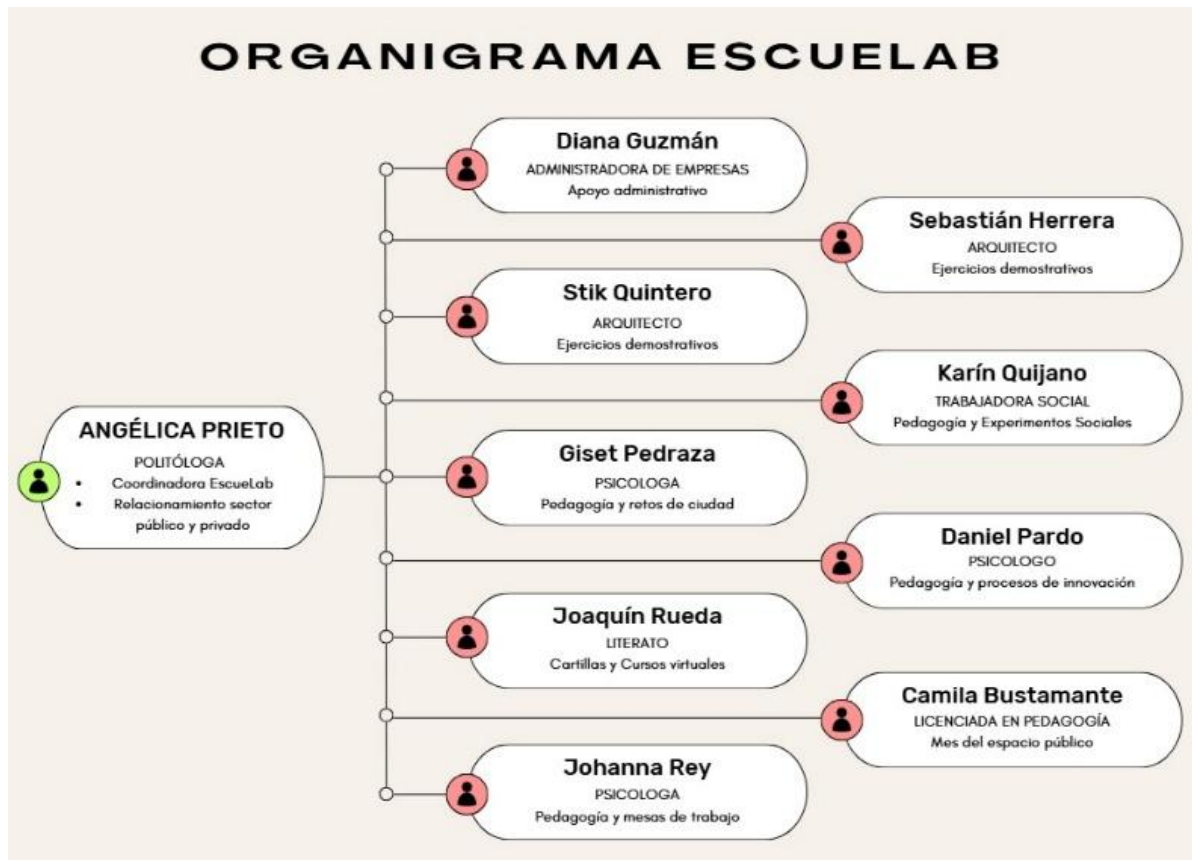 ORGANIGRAMA ESCUELAB
Diana Guzmán
ADMINISTRADORA DE EMPRESAS
Apoyo administrativo
Sebastián Herrera
ARQUITECTO
Ejercicios demostrativos
Stik Quintero
ARQUITECTO
Ejercicios demostrativos
Karín Quijano
TRABAJADORA SOCIAL
Pedagogía y Experimentos Sociales
ANGÉLICA PRIETO
POLITÓLOGA
• Coordinadora EscueLab
• Relacionamiento sector
público y privado
Giset Pedraza
PSICOLOGA
Pedagogía y retos de ciudad
Daniel Pardo
PSICOLOGO
Pedagogía y procesos de innovación
Joaquín Rueda
LITERATO
Cartillas y Cursos virtuales
Camila Bustamante
LICENCIADA EN PEDAGOGÍA
Mes del espacio público
Johanna Rey
PSICOLOGA
Pedagogía y mesas de trabajo